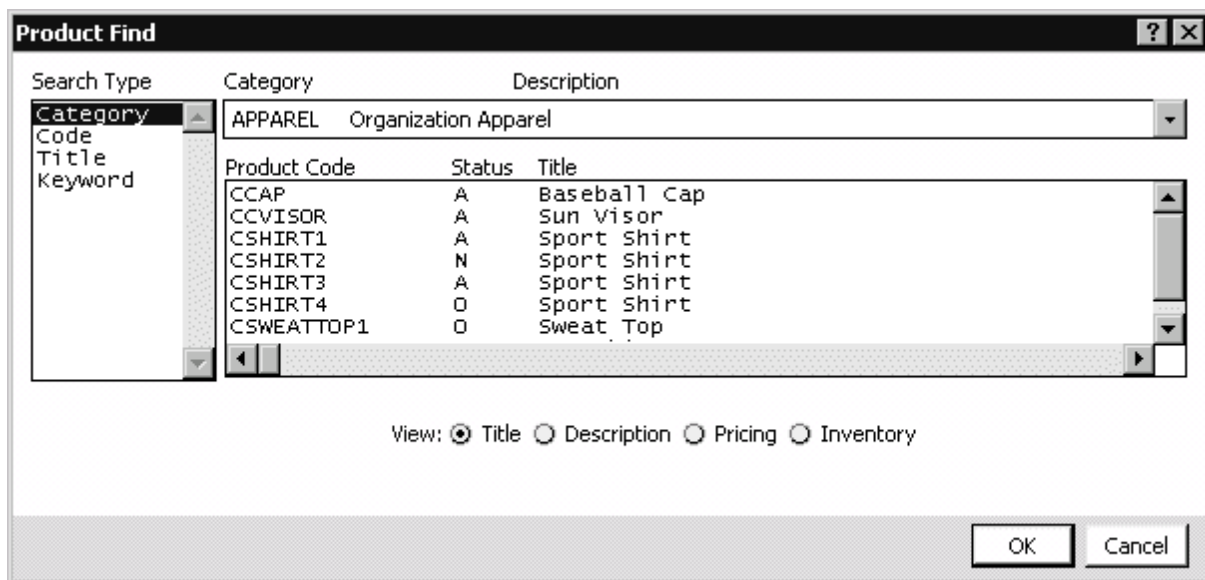 Product Find
Search Type Category Description
Category
Code
Title
Keyword
APPAREL Organization Apparel
Product Code Status Title
CCAP A Baseball Cap
CCVISOR A Sun Visor
CSHIRT1 A Sport Shirt
CSHIRT2 N Sport Shirt
CSHIRT3 A Sport Shirt
CSHIRT4 O Sport Shirt
CSWEATTOP1 O Sweat Top
View: Title Description Pricing Inventory
OK Cancel